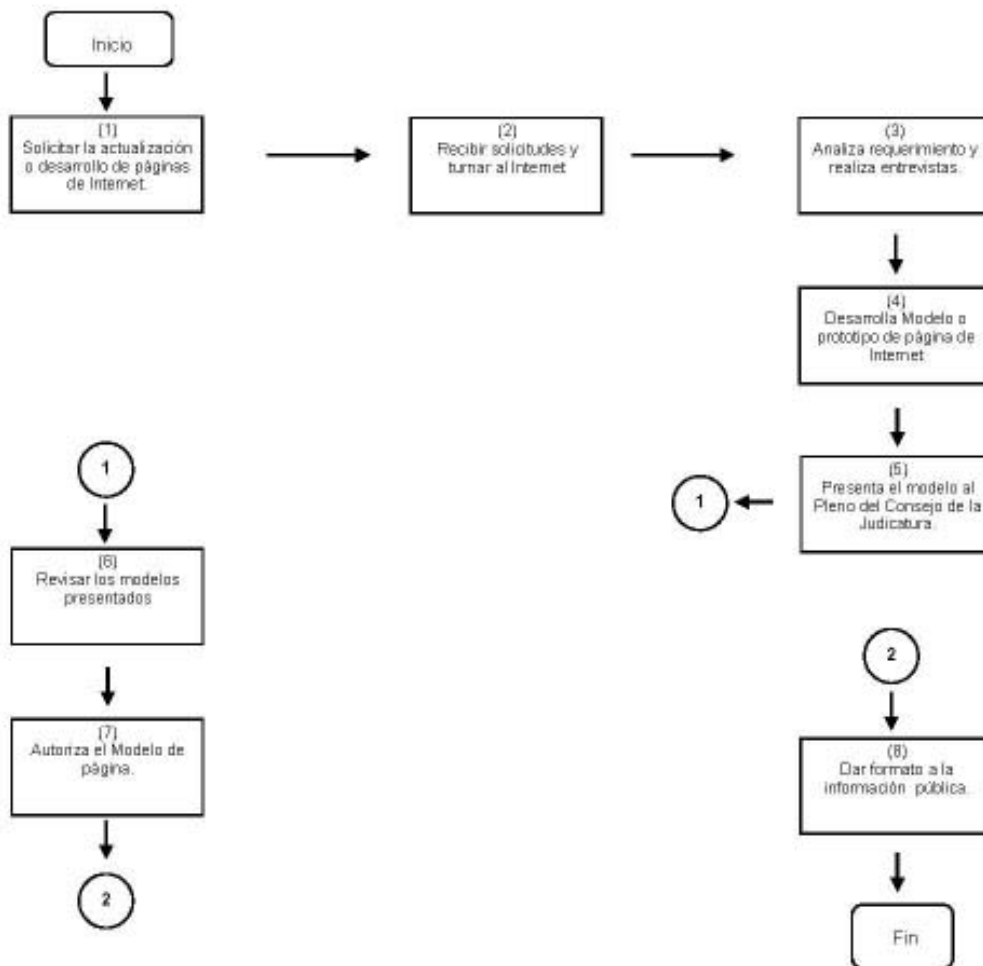 Inicio
(1)
Solicitar la actualización
o desarrollo de páginas
de Internet.
(2)
Recibir solicitudes y
turnar al Internet
(3)
Analiza requerimiento y
realiza entrevistas.
(4)
Desarrolla Modelo o
prototipo de página de
Internet
(5)
Presenta el modelo al
Pleno del Consejo de la
Judicatura.
1
1
(6)
Revisar los modelos
presentados
(7)
Autoriza el Modelo de
página.
2
2
(8)
Dar formato a la
información pública.
Fin